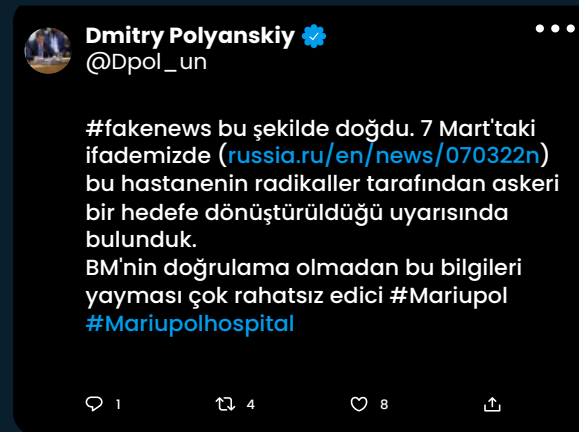 Dmitry Polyanskiy
@Dpol_un
#fakenews bu şekilde doğdu. 7 Mart'taki
ifademizde (russia.ru/en/news/070322n)
bu hastanenin radikaller tarafından askeri
bir hedefe dönüştürüldüğü uyarısında
bulunduk.
BM'nin doğrulama olmadan bu bilgileri
yayması çok rahatsız edici #Mariupol
#Mariupolhospital
1 4 8